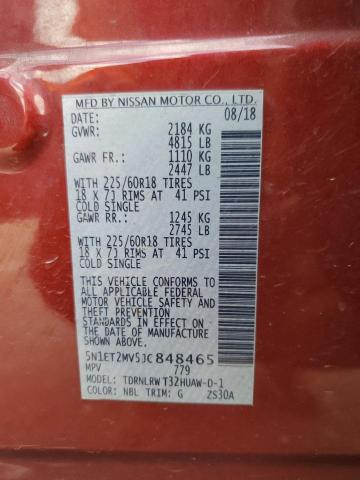 MFD BY NISSAN MOTOR CO., LTD.
DATE: 08/18
GVWR: 2184 KG
4815 LB
GAWR FR.: 1110 KG
2447 LB
WITH 225/60R18 TIRES
18 X 7J RIMS AT 41 PSI
COLD SINGLE
GAWR RR.: 1245 KG
2745 LB
WITH 225/60R18 TIRES
18 X 7J RIMS AT 41 PSI
COLD SINGLE
THIS VEHICLE CONFORMS TO
ALL APPLICABLE FEDERAL
MOTOR VEHICLE SAFETY AND
THEFT PREVENTION
STANDARDS IN EFFECT ON
THE DATE OF MANUFACTURE
SHOWN ABOVE
5N1ET2MV5JC848465
MPV 779
MODEL: TDRNLRW T32HUAW-D-1
COLOR: NBL TRIM: G ZS30A